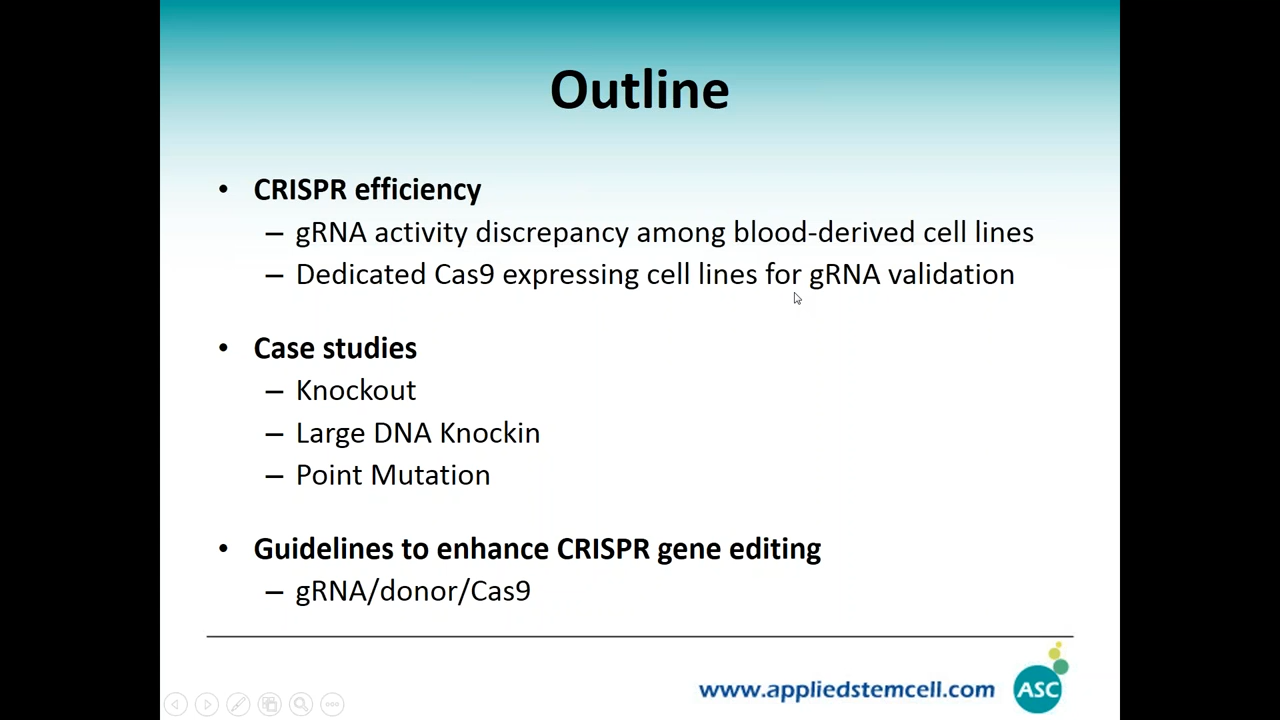 Outline
• CRISPR efficiency
– gRNA activity discrepancy among blood-derived cell lines
– Dedicated Cas9 expressing cell lines for gRNA validation
• Case studies
– Knockout
– Large DNA Knockin
– Point Mutation
• Guidelines to enhance CRISPR gene editing
– gRNA/donor/Cas9
www.appliedstemcell.com
ASC